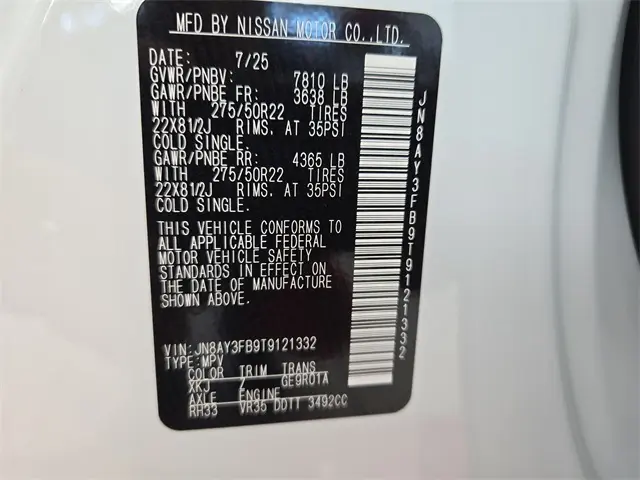 MFD BY NISSAN MOTOR CO.,LTD.
DATE: 7/25
GVWR/PNBV: 7810 LB
GAWR/PNBE FR: 3638 LB
WITH 275/50R22 TIRES
22X81/2J RIMS. AT 35PSI
COLD SINGLE.
GAWR/PNBE RR: 4365 LB
WITH 275/50R22 TIRES
22X81/2J RIMS. AT 35PSI
COLD SINGLE.
THIS VEHICLE CONFORMS TO
ALL APPLICABLE FEDERAL
MOTOR VEHICLE SAFETY
STANDARDS IN EFFECT ON
THE DATE OF MANUFACTURE
SHOWN ABOVE.
VIN: JN8AY3FB9T9121332
TYPE: MPV
COLOR TRIM TRANS
XKJ Z GE9R01A
AXLE ENGINE
RH33 VR35 DDTT 3492CC
JN8AY3FB9T9121332